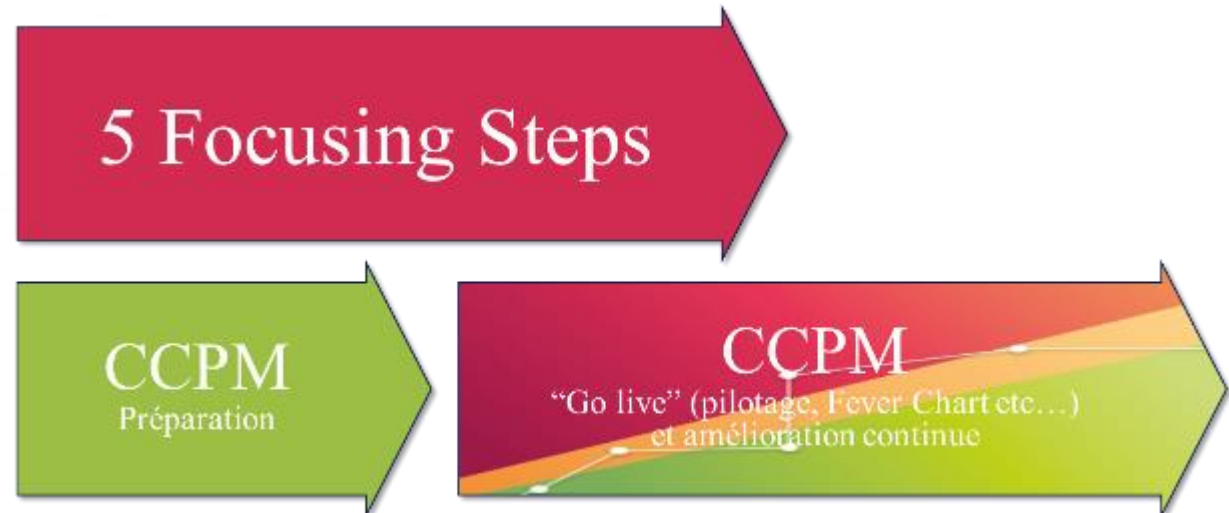 5 Focusing Steps
CCPM
Préparation
CCPM
“Go live” (pilotage, Fever Chart etc…)
et amélioration continue